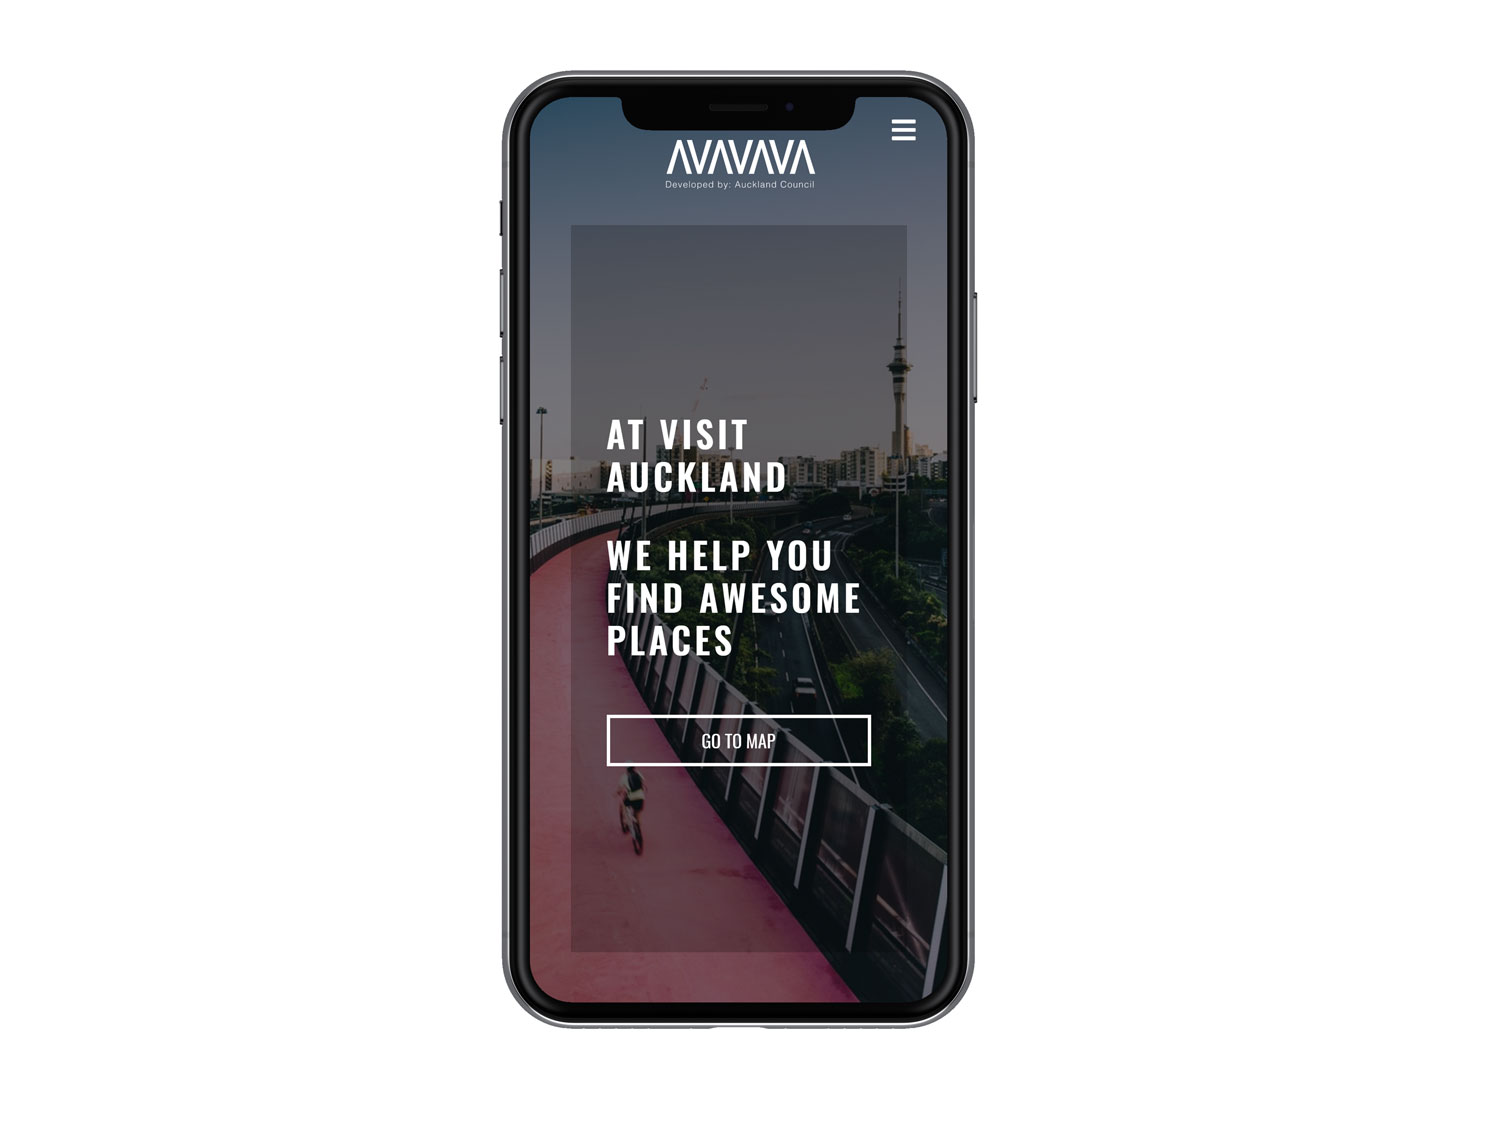 AVAVAVA
Developed by: Auckland Council
AT VISIT
AUCKLAND
WE HELP YOU
FIND AWESOME
PLACES
GO TO MAP